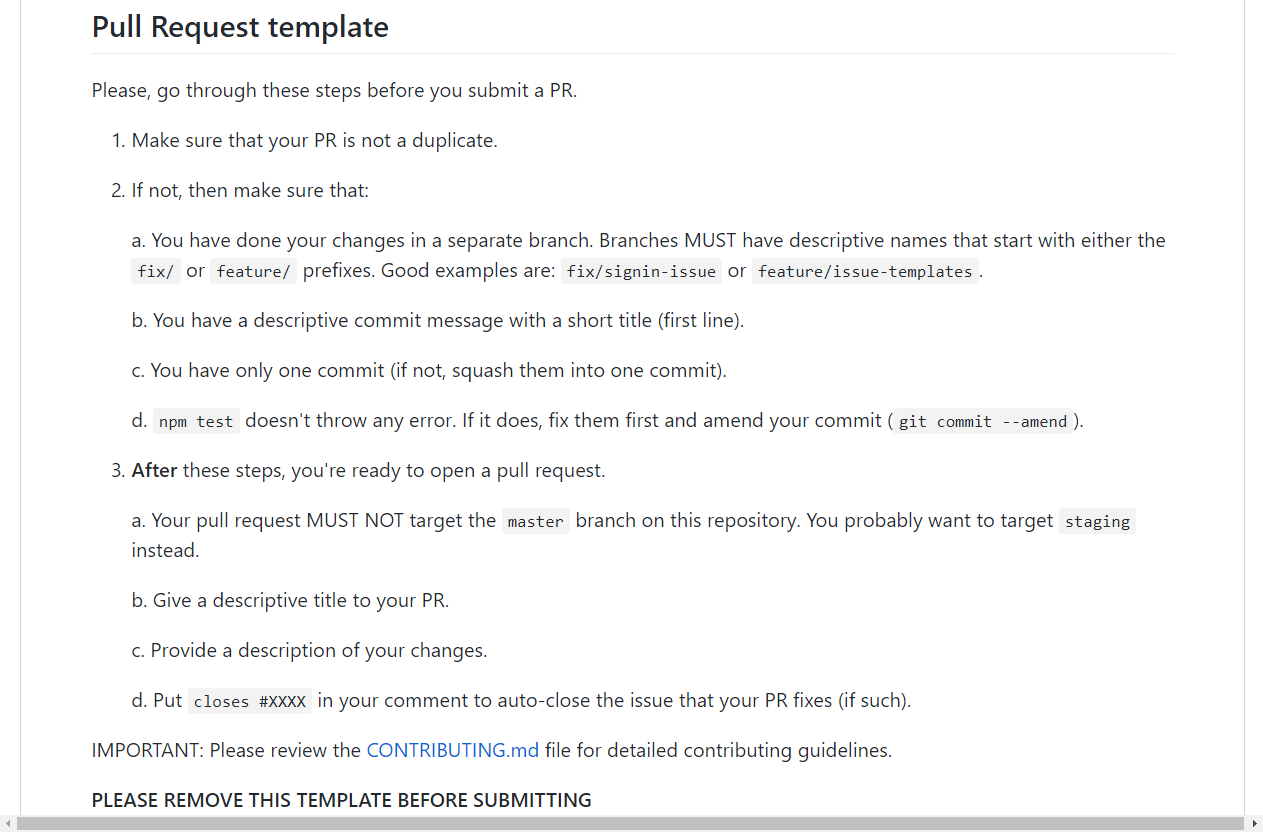 Pull Request template
Please, go through these steps before you submit a PR.
1. Make sure that your PR is not a duplicate.
2. If not, then make sure that:
a. You have done your changes in a separate branch. Branches MUST have descriptive names that start with either the
fix/ or feature/ prefixes. Good examples are: fix/signin-issue or feature/issue-templates.
b. You have a descriptive commit message with a short title (first line).
c. You have only one commit (if not, squash them into one commit).
d. npm test doesn't throw any error. If it does, fix them first and amend your commit (git commit --amend).
3. After these steps, you're ready to open a pull request.
a. Your pull request MUST NOT target the master branch on this repository. You probably want to target staging
instead.
b. Give a descriptive title to your PR.
c. Provide a description of your changes.
d. Put closes #XXXX in your comment to auto-close the issue that your PR fixes (if such).
IMPORTANT: Please review the CONTRIBUTING.md file for detailed contributing guidelines.
PLEASE REMOVE THIS TEMPLATE BEFORE SUBMITTING